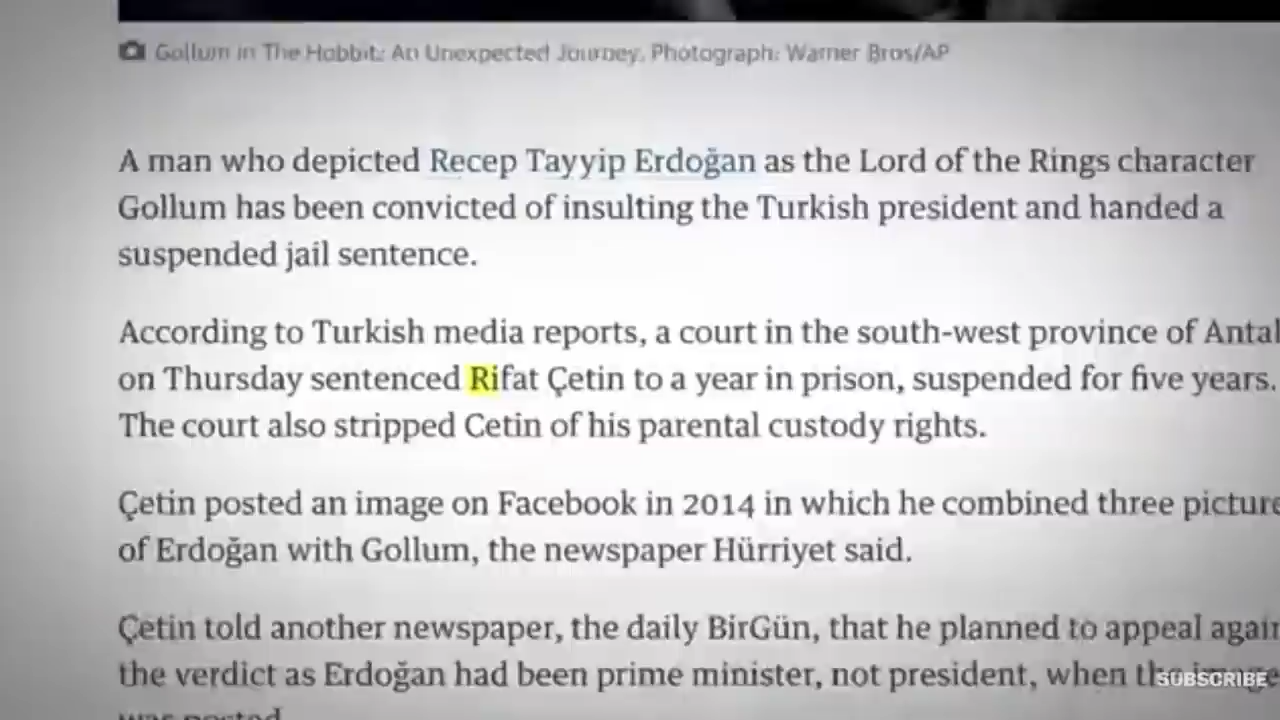 Gollum in The Hobbit: An Unexpected Journey. Photograph: Warner Bros/AP
A man who depicted Recep Tayyip Erdoğan as the Lord of the Rings character
Gollum has been convicted of insulting the Turkish president and handed a
suspended jail sentence.
According to Turkish media reports, a court in the south-west province of Antal
on Thursday sentenced Rifat Çetin to a year in prison, suspended for five years.
The court also stripped Cetin of his parental custody rights.
Çetin posted an image on Facebook in 2014 in which he combined three picture
of Erdoğan with Gollum, the newspaper Hürriyet said.
Çetin told another newspaper, the daily BirGün, that he planned to appeal again
the verdict as Erdoğan had been prime minister, not president, when the image
was posted
SUBSCRIBE